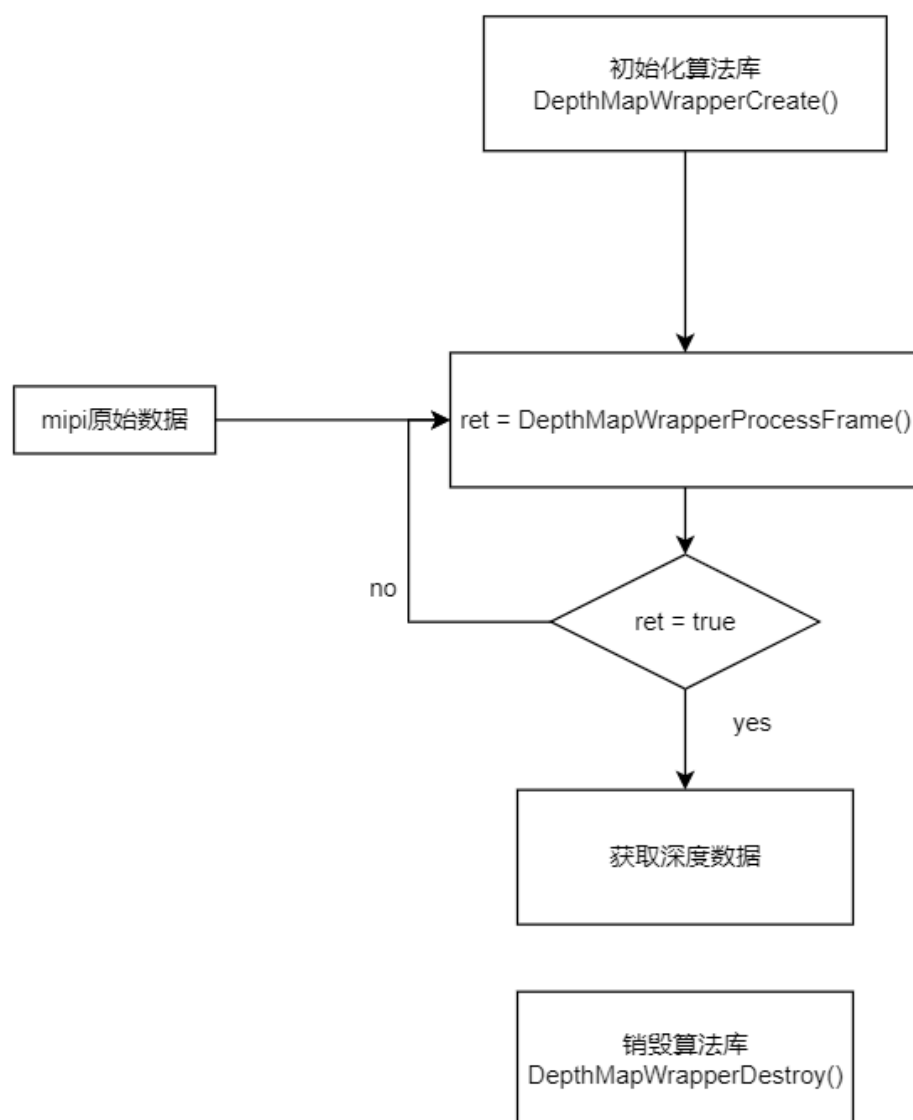 初始化算法库
DepthMapWrapperCreate()
mipi原始数据
ret = DepthMapWrapperProcessFrame()
no
ret = true
yes
获取深度数据
销毁算法库
DepthMapWrapperDestroy()